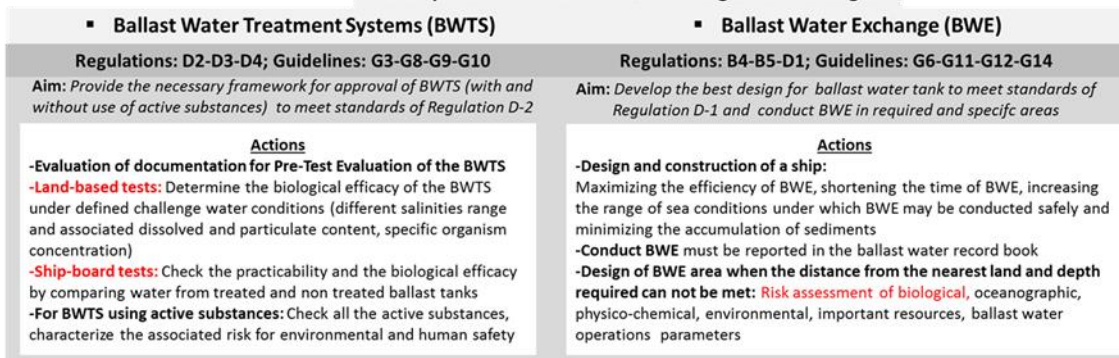 ▪ Ballast Water Treatment Systems (BWTS)
Regulations: D2-D3-D4; Guidelines: G3-G8-G9-G10
Aim: Provide the necessary framework for approval of BWTS (with and
without use of active substances) to meet standards of Regulation D-2
Actions
-Evaluation of documentation for Pre-Test Evaluation of the BWTS
-Land-based tests: Determine the biological efficacy of the BWTS
under defined challenge water conditions (different salinities range
and associated dissolved and particulate content, specific organism
concentration)
-Ship-board tests: Check the practicability and the biological efficacy
by comparing water from treated and non treated ballast tanks
-For BWTS using active substances: Check all the active substances,
characterize the associated risk for environmental and human safety
▪ Ballast Water Exchange (BWE)
Regulations: B4-B5-D1; Guidelines: G6-G11-G12-G14
Aim: Develop the best design for ballast water tank to meet standards of
Regulation D-1 and conduct BWE in required and specifc areas
Actions
-Design and construction of a ship:
Maximizing the efficiency of BWE, shortening the time of BWE, increasing
the range of sea conditions under which BWE may be conducted safely and
minimizing the accumulation of sediments
-Conduct BWE must be reported in the ballast water record book
-Design of BWE area when the distance from the nearest land and depth
required can not be met: Risk assessment of biological, oceanographic,
physico-chemical, environmental, important resources, ballast water
operations parameters